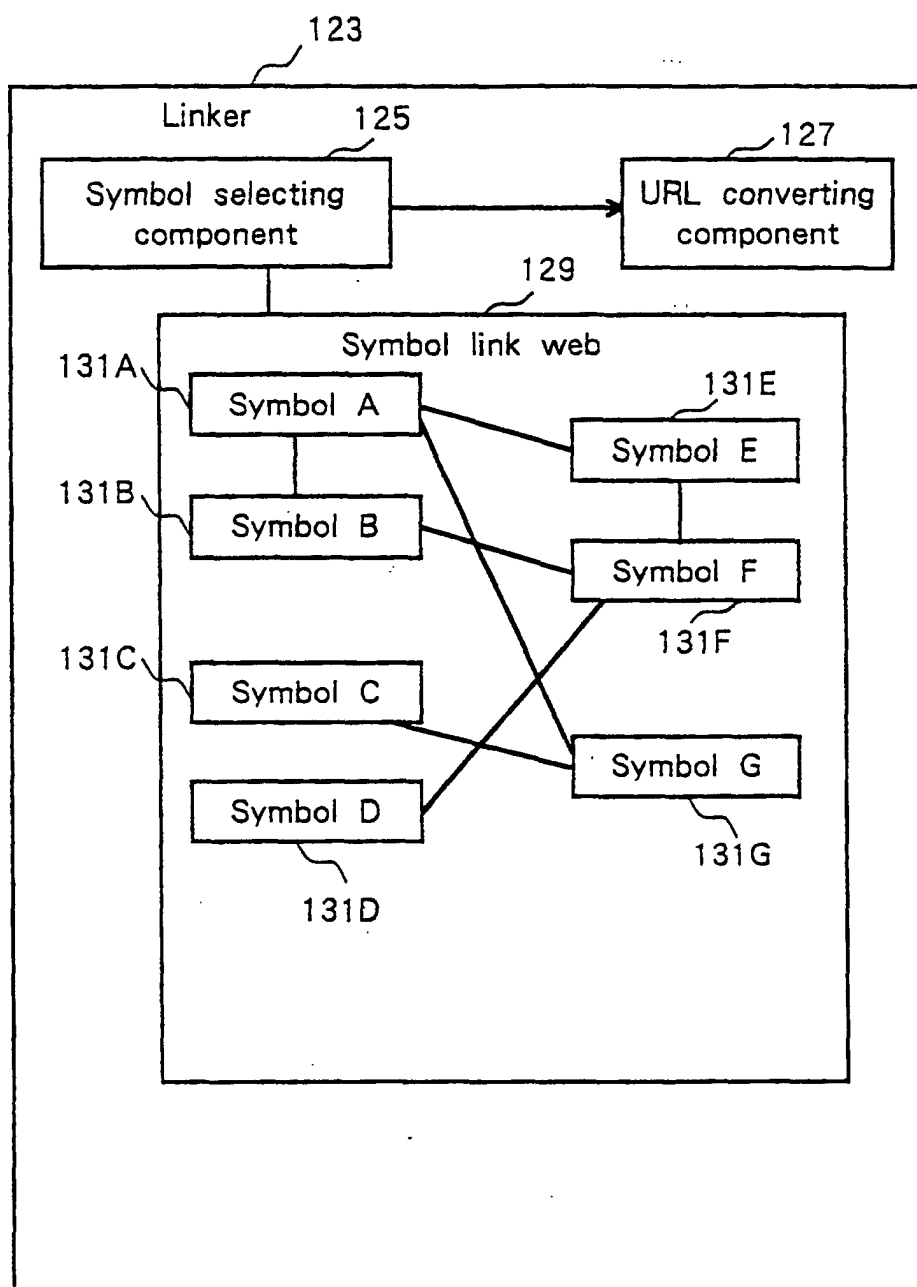 123
Linker
125
127
Symbol selecting
component
URL converting
component
129
Symbol link web
131A
Symbol A
131E
Symbol E
131B
Symbol B
Symbol F
131F
131C
Symbol C
Symbol G
131G
Symbol D
131D